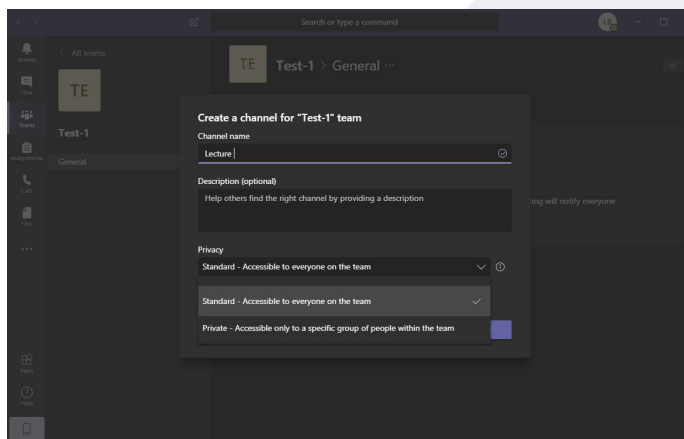 Search or type a command
LB
Activity
Chat
Teams
Assignments
Calls
Files
Apps
Help
All teams
TE
Test-1
General
TE
Test-1 > General ...
ting will notify everyone
Create a channel for "Test-1" team
Channel name
Lecture
Description (optional)
Help others find the right channel by providing a description
Privacy
Standard - Accessible to everyone on the team
Standard - Accessible to everyone on the team
Private - Accessible only to a specific group of people within the team